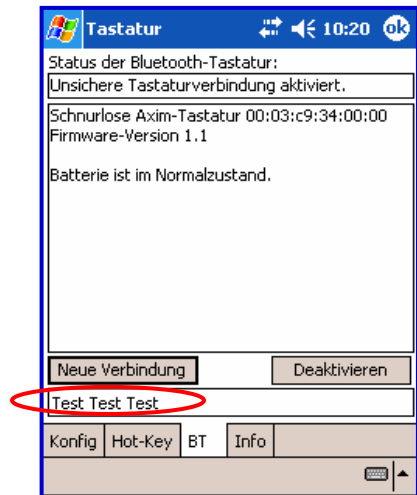 Tastatur 10:20 ok
Status der Bluetooth-Tastatur:
Unsichere Tastaturverbindung aktiviert.
Schnurlose Axim-Tastatur 00:03:c9:34:00:00
Firmware-Version 1.1
Batterie ist im Normalzustand.
Neue Verbindung Deaktivieren
Test Test Test
Konfig Hot-Key BT Info